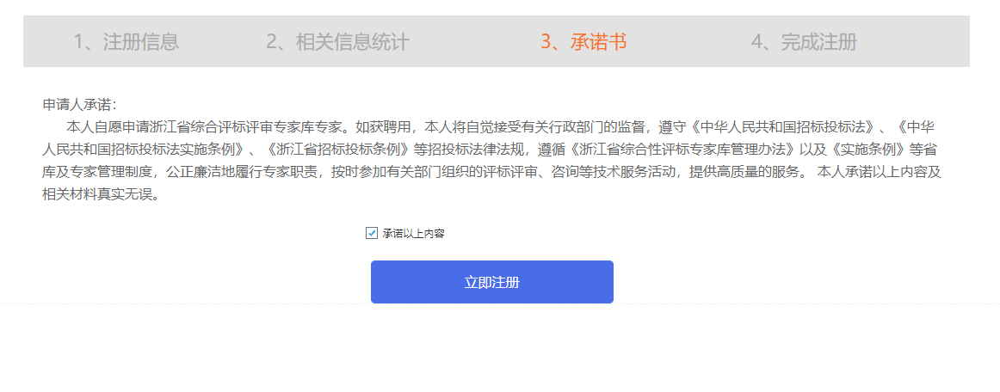 1、注册信息 2、相关信息统计 3、承诺书 4、完成注册
申请人承诺：
本人自愿申请浙江省综合评标评审专家库专家。如获聘用，本人将自觉接受有关行政部门的监督，遵守《中华人民共和国招标投标法》、《中华
人民共和国招标投标法实施条例》、《浙江省招标投标条例》等招投标法律法规，遵循《浙江省综合性评标专家库管理办法》以及《实施条例》等省
库及专家管理制度，公正廉洁地履行专家职责，按时参加有关部门组织的评标评审、咨询等技术服务活动，提供高质量的服务。 本人承诺以上内容及
相关材料真实无误。
承诺以上内容
立即注册